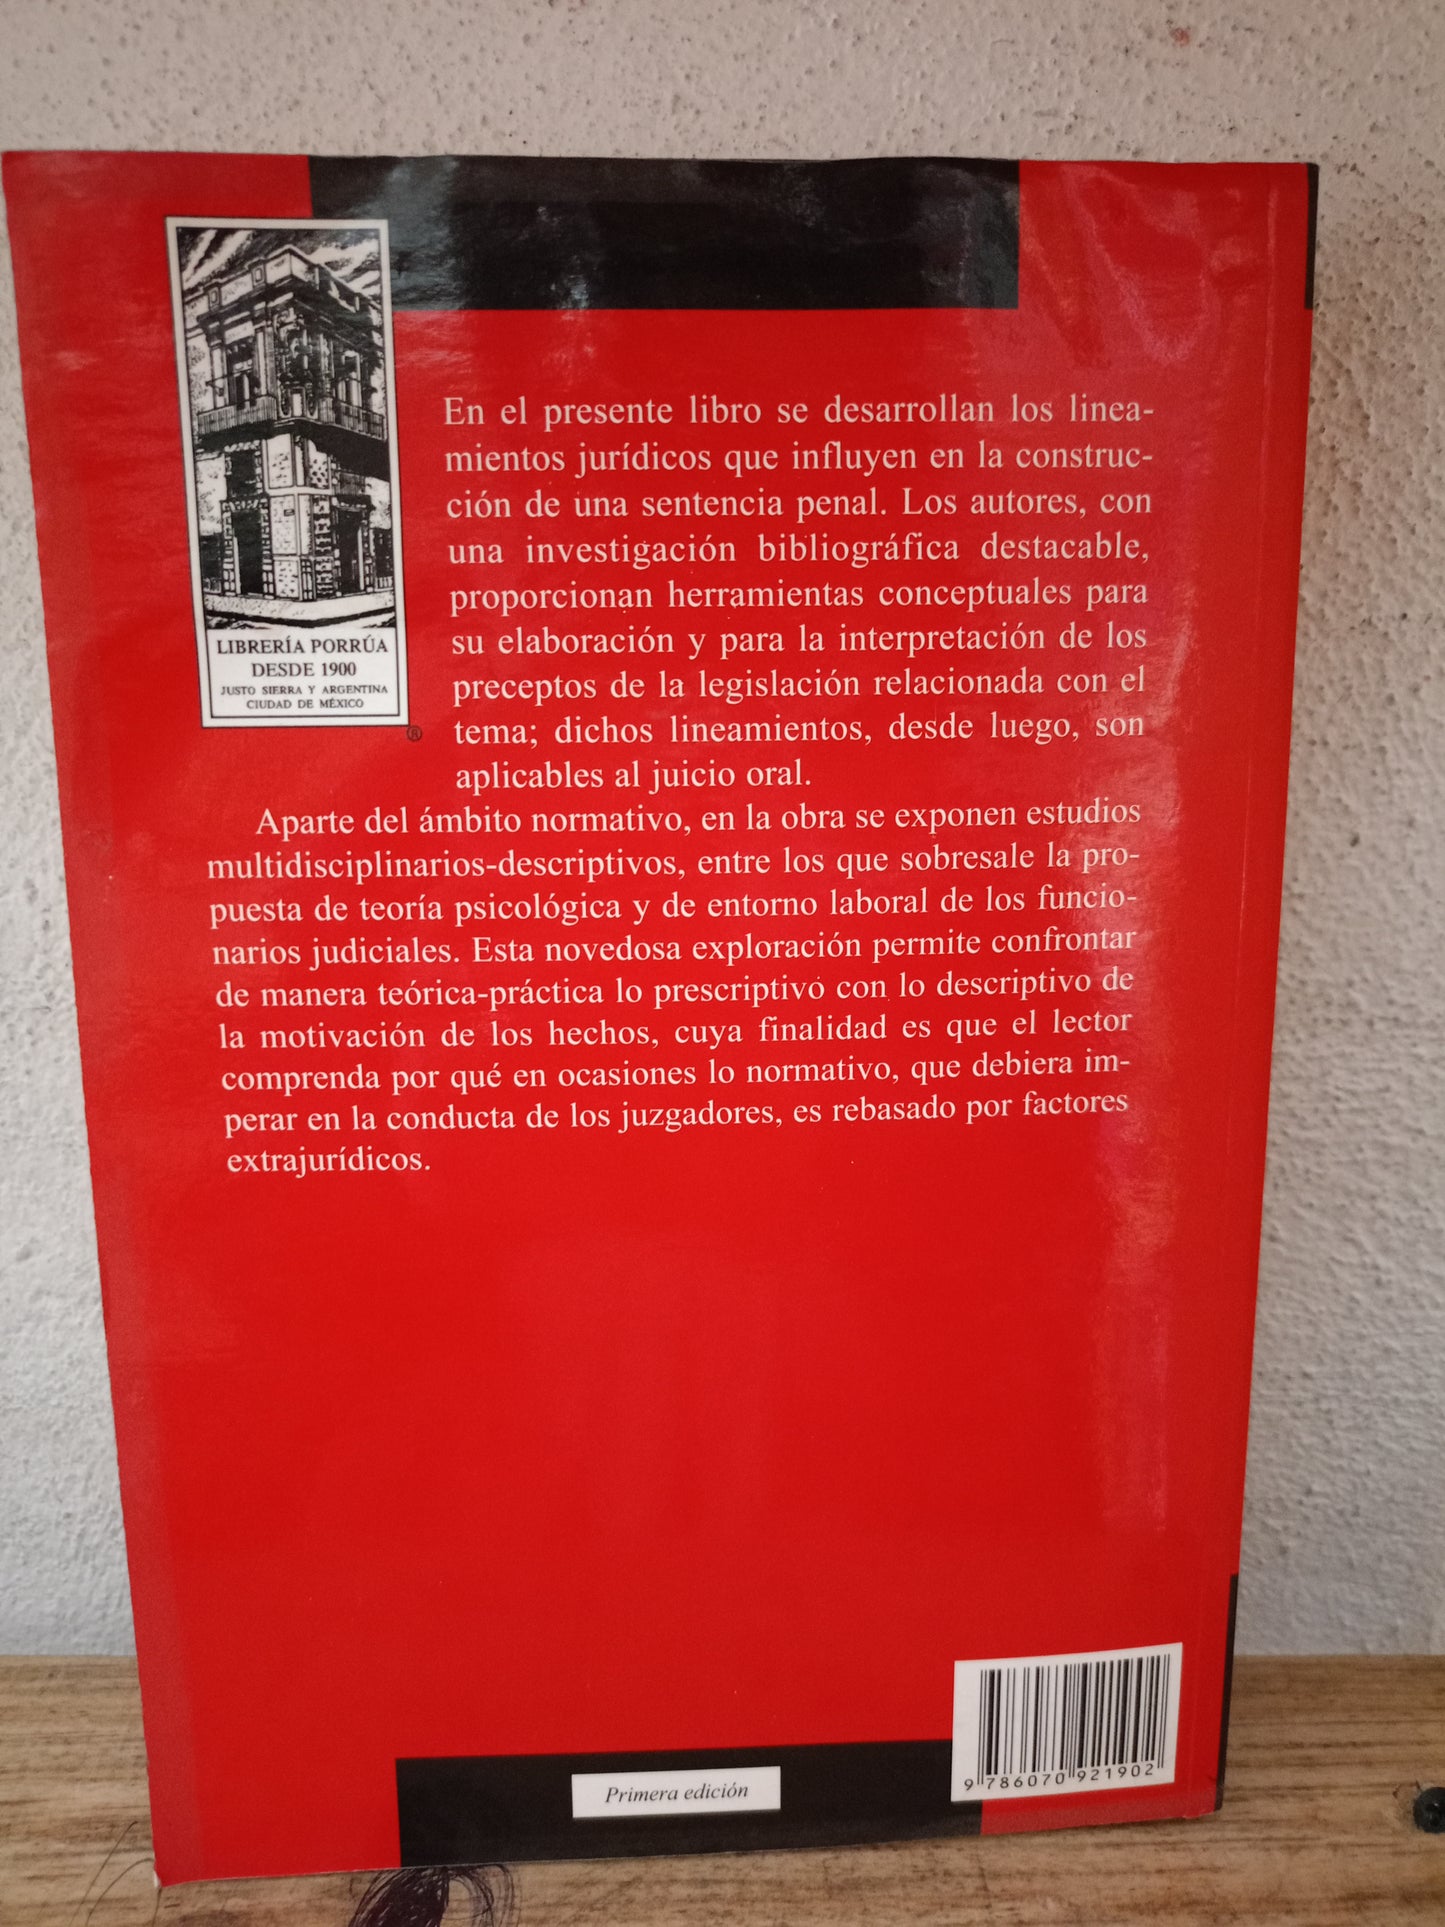 LIBRERÍA PORRÚA
DESDE 1900
JUSTO SIERRA Y ARGENTINA
CIUDAD DE MÉXICO
®
En el presente libro se desarrollan los linea-
mientos jurídicos que influyen en la construc-
ción de una sentencia penal. Los autores, con
una investigación bibliográfica destacable,
proporcionan herramientas conceptuales para
su elaboración y para la interpretación de los
preceptos de la legislación relacionada con el
tema; dichos lineamientos, desde luego, son
aplicables al juicio oral.
Aparte del ámbito normativo, en la obra se exponen estudios
multidisciplinarios-descriptivos, entre los que sobresale la pro-
puesta de teoría psicológica y de entorno laboral de los funcio-
narios judiciales. Esta novedosa exploración permite confrontar
de manera teórica-práctica lo prescriptivo con lo descriptivo de
la motivación de los hechos, cuya finalidad es que el lector
comprenda por qué en ocasiones lo normativo, que debiera im-
perar en la conducta de los juzgadores, es rebasado por factores
extrajurídicos.
Primera edición
9 786070 921902